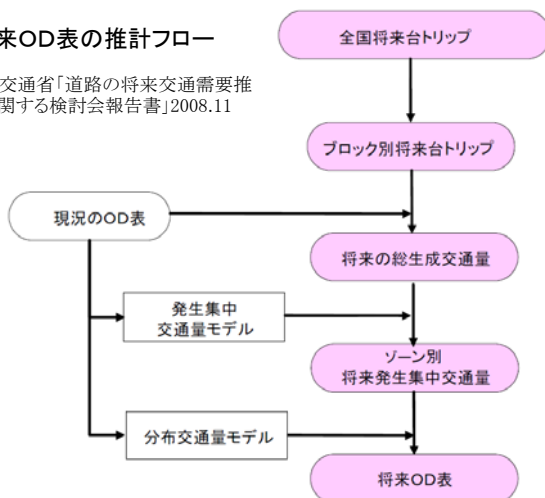 来OD表の推計フロー
交通省「道路の将来交通需要推
関する検討会報告書」2008.11
全国将来台トリップ
ブロック別将来台トリップ
現況のOD表
将来の総生成交通量
発生集中
交通量モデル
ゾーン別
将来発生集中交通量
分布交通量モデル
将来OD表